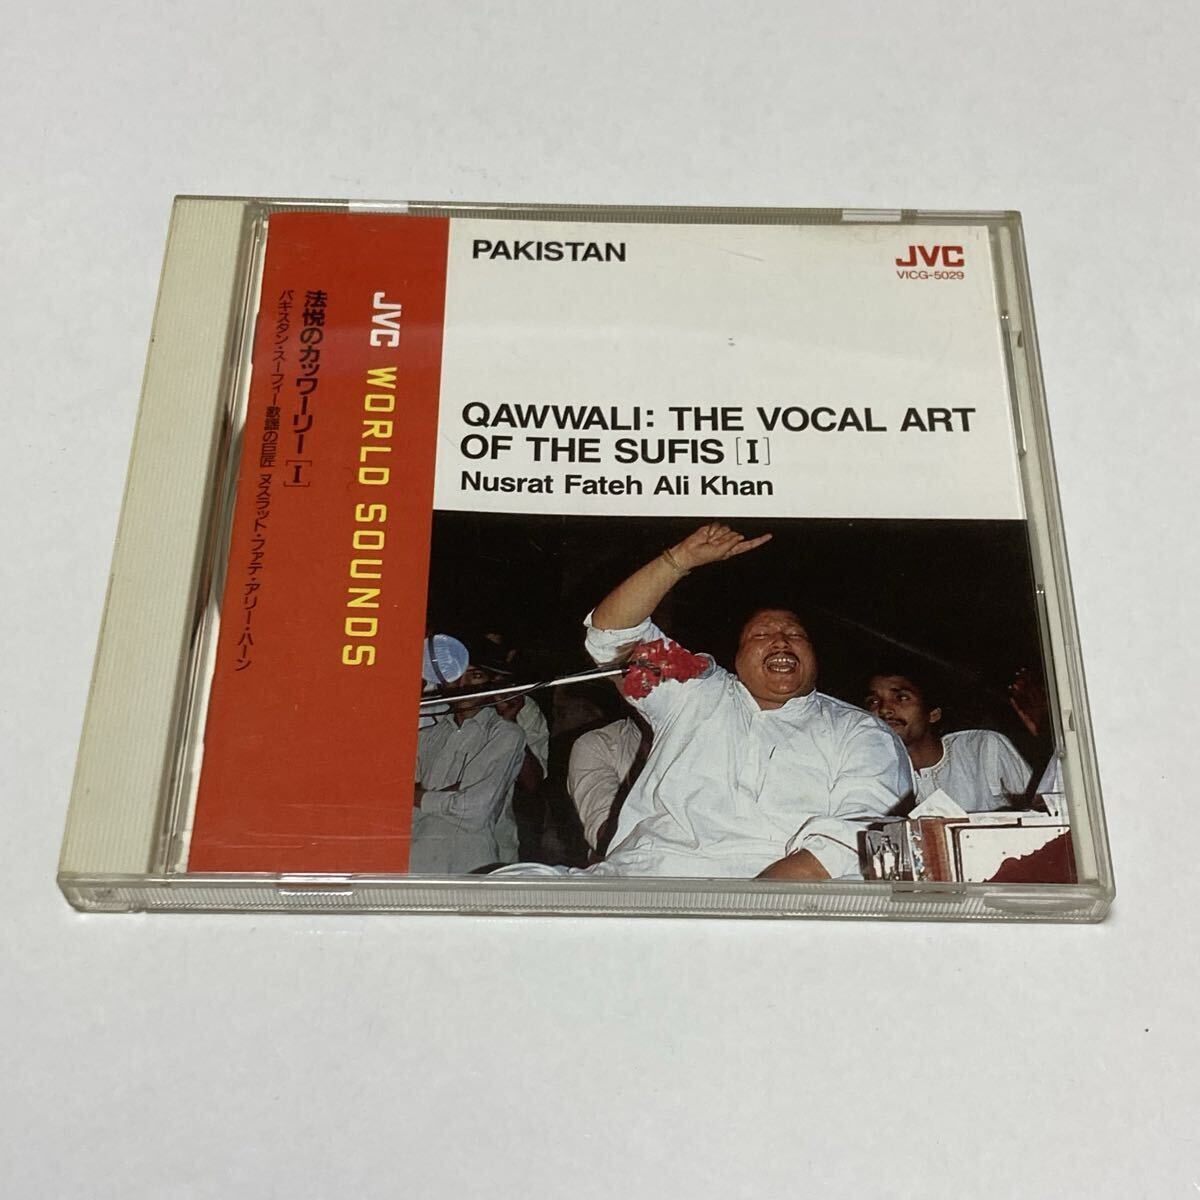 PAKISTAN
JVC
VICG-5029
QAWWALI: THE VOCAL ART
OF THE SUFIS [I]
Nusrat Fateh Ali Khan
JVC WORLD SOUNDS
法悦のカッワーリー[I]
パキスタン・スーフィー歌謡の巨匠 ヌスラット・ファテ・アリー・ハーン